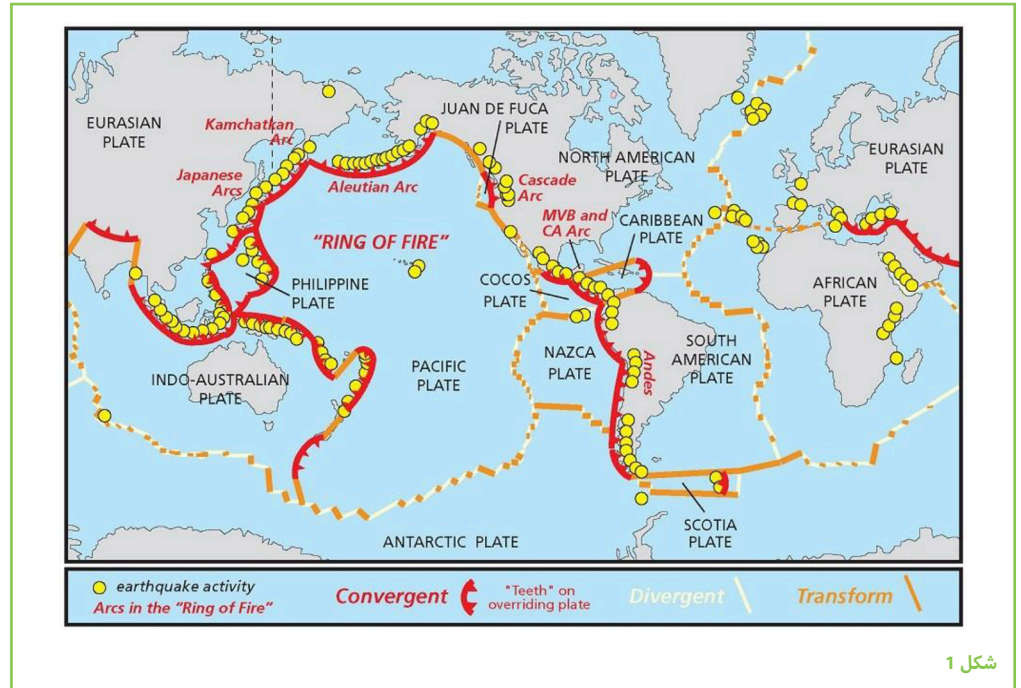 EURASIAN
PLATE
Kamchatkan
Arc
Japanese
Arcs
Aleutian Arc
JUAN DE FUCA
PLATE
NORTH AMERICAN
PLATE
Cascade
Arc
MVB and
CA Arc
CARIBBEAN
PLATE
EURASIAN
PLATE
"RING OF FIRE"
PHILIPPINE
PLATE
COCOS
PLATE
AFRICAN
PLATE
INDO-AUSTRALIAN
PLATE
PACIFIC
PLATE
NAZCA
PLATE
Andes
SOUTH
AMERICAN
PLATE
SCOTIA
PLATE
ANTARCTIC PLATE
earthquake activity
Arcs in the "Ring of Fire"
Convergent
"Teeth" on
overriding plate
Divergent
Transform
شكل 1